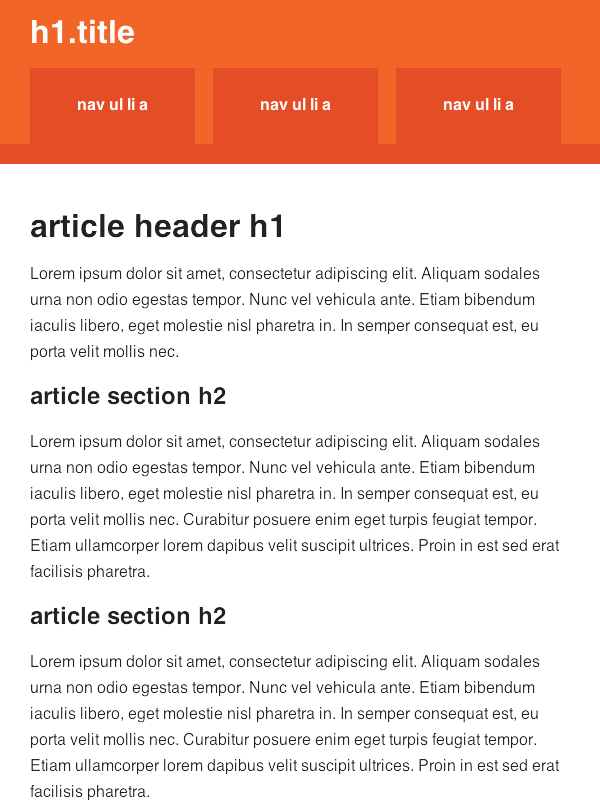 h1.title
nav ul li a nav ul li a nav ul li a
article header h1
Lorem ipsum dolor sit amet, consectetur adipiscing elit. Aliquam sodales
urna non odio egestas tempor. Nunc vel vehicula ante. Etiam bibendum
iaculis libero, eget molestie nisl pharetra in. In semper consequat est, eu
porta velit mollis nec.
article section h2
Lorem ipsum dolor sit amet, consectetur adipiscing elit. Aliquam sodales
urna non odio egestas tempor. Nunc vel vehicula ante. Etiam bibendum
iaculis libero, eget molestie nisl pharetra in. In semper consequat est, eu
porta velit mollis nec. Curabitur posuere enim eget turpis feugiat tempor.
Etiam ullamcorper lorem dapibus velit suscipit ultrices. Proin in est sed erat
facilisis pharetra.
article section h2
Lorem ipsum dolor sit amet, consectetur adipiscing elit. Aliquam sodales
urna non odio egestas tempor. Nunc vel vehicula ante. Etiam bibendum
iaculis libero, eget molestie nisl pharetra in. In semper consequat est, eu
porta velit mollis nec. Curabitur posuere enim eget turpis feugiat tempor.
Etiam ullamcorper lorem dapibus velit suscipit ultrices. Proin in est sed erat
facilisis pharetra.